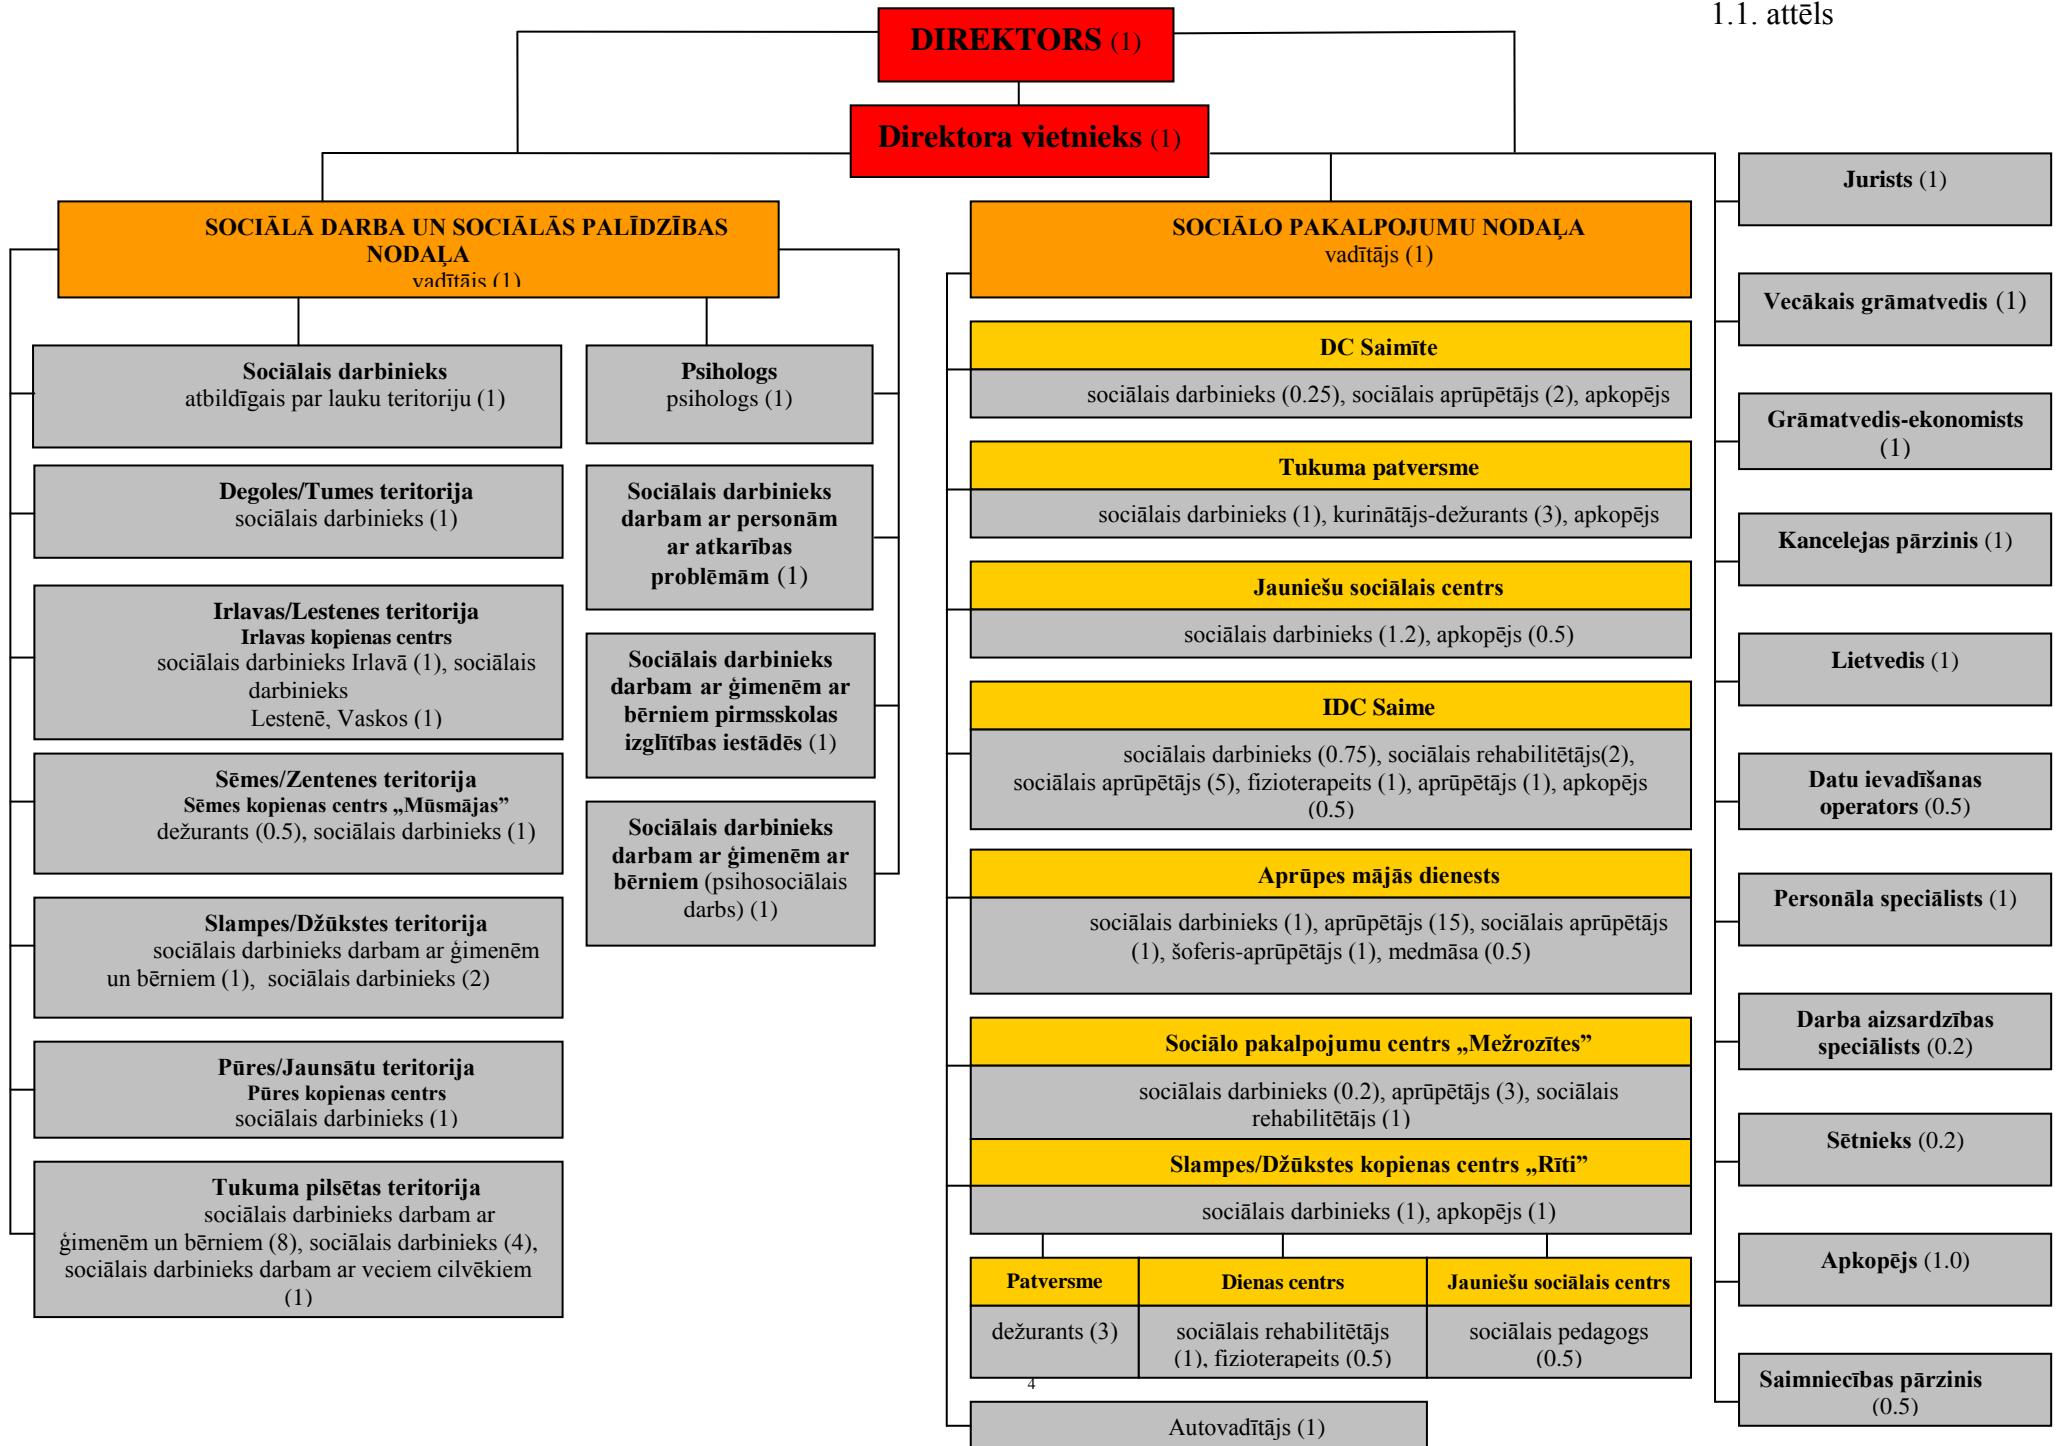 1.1. attēls
DIREKTORS (1)
Direktora vietnieks (1)
SOCIĀLĀ DARBA UN SOCIĀLĀS PALĪDZĪBAS
NODAĻA
vadītājs (1)
Sociālais darbinieks
atbildīgais par lauku teritoriju (1)
Degoles/Tumes teritorija
sociālais darbinieks (1)
Irlavas/Lestenes teritorija
Irlavas kopienas centrs
sociālais darbinieks Irlavā (1), sociālais
darbinieks
Lestenē, Vaskos (1)
Sēmes/Zentenes teritorija
Sēmes kopienas centrs „Mūsmājas”
dežurants (0.5), sociālais darbinieks (1)
Slampes/Džūkstes teritorija
sociālais darbinieks darbam ar ģimenēm
un bērniem (1), sociālais darbinieks (2)
Pūres/Jaunsātu teritorija
Pūres kopienas centrs
sociālais darbinieks (1)
Tukuma pilsētas teritorija
sociālais darbinieks darbam ar
ģimenēm un bērniem (8), sociālais darbinieks (4),
sociālais darbinieks darbam ar veciem cilvēkiem
(1)
Psihologs
psihologs (1)
Sociālais darbinieks
darbam ar personām
ar atkarības
problēmām (1)
Sociālais darbinieks
darbam ar ģimenēm ar
bērniem pirmsskolas
izglītības iestādēs (1)
Sociālais darbinieks
darbam ar ģimenēm ar
bērniem (psihosociālais
darbs) (1)
SOCIĀLO PAKALPOJUMU NODAĻA
vadītājs (1)
DC Saimīte
sociālais darbinieks (0.25), sociālais aprūpētājs (2), apkopējs
Tukuma patversme
sociālais darbinieks (1), kurinātājs-dežurants (3), apkopējs
Jauniešu sociālais centrs
sociālais darbinieks (1.2), apkopējs (0.5)
IDC Saime
sociālais darbinieks (0.75), sociālais rehabilitētājs(2),
sociālais aprūpētājs (5), fizioterapeits (1), aprūpētājs (1), apkopējs
(0.5)
Aprūpes mājās dienests
sociālais darbinieks (1), aprūpētājs (15), sociālais aprūpētājs
(1), šoferis-aprūpētājs (1), medmāsa (0.5)
Sociālo pakalpojumu centrs „Mežrozītes”
sociālais darbinieks (0.2), aprūpētājs (3), sociālais
rehabilitētājs (1)
Slampes/Džūkstes kopienas centrs „Rīti”
sociālais darbinieks (1), apkopējs (1)
Patversme
dežurants (3)
Dienas centrs
sociālais rehabilitētājs
(1), fizioterapeits (0.5)
Jauniešu sociālais centrs
sociālais pedagogs
(0.5)
4
Autovadītājs (1)
Jurists (1)
Vecākais grāmatvedis (1)
Grāmatvedis-ekonomists
(1)
Kancelejas pārzinis (1)
Lietvedis (1)
Datu ievadīšanas
operators (0.5)
Personāla speciālists (1)
Darba aizsardzības
speciālists (0.2)
Sētnieks (0.2)
Apkopējs (1.0)
Saimniecības pārzinis
(0.5)